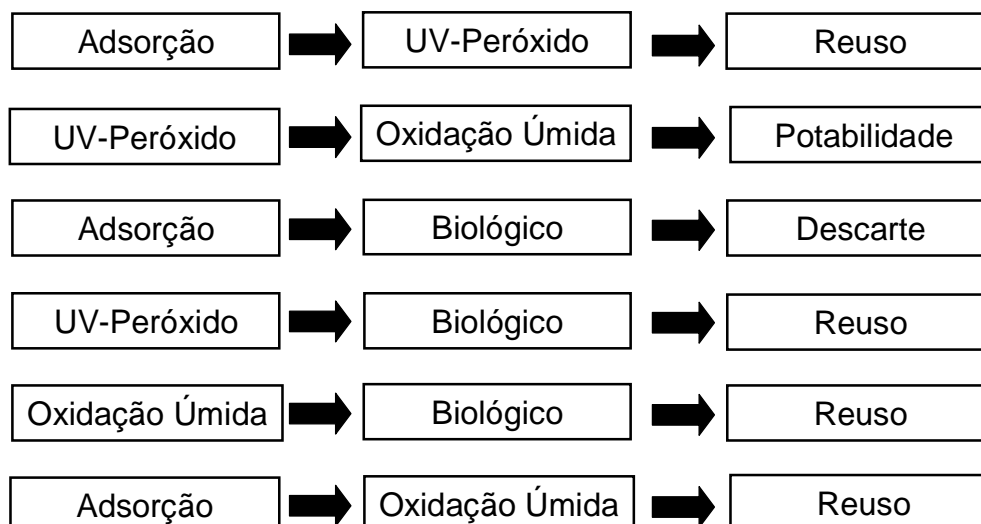 Adsorção UV-Peróxido Reuso
UV-Peróxido Oxidação Úmida Potabilidade
Adsorção Biológico Descarte
UV-Peróxido Biológico Reuso
Oxidação Úmida Biológico Reuso
Adsorção Oxidação Úmida Reuso